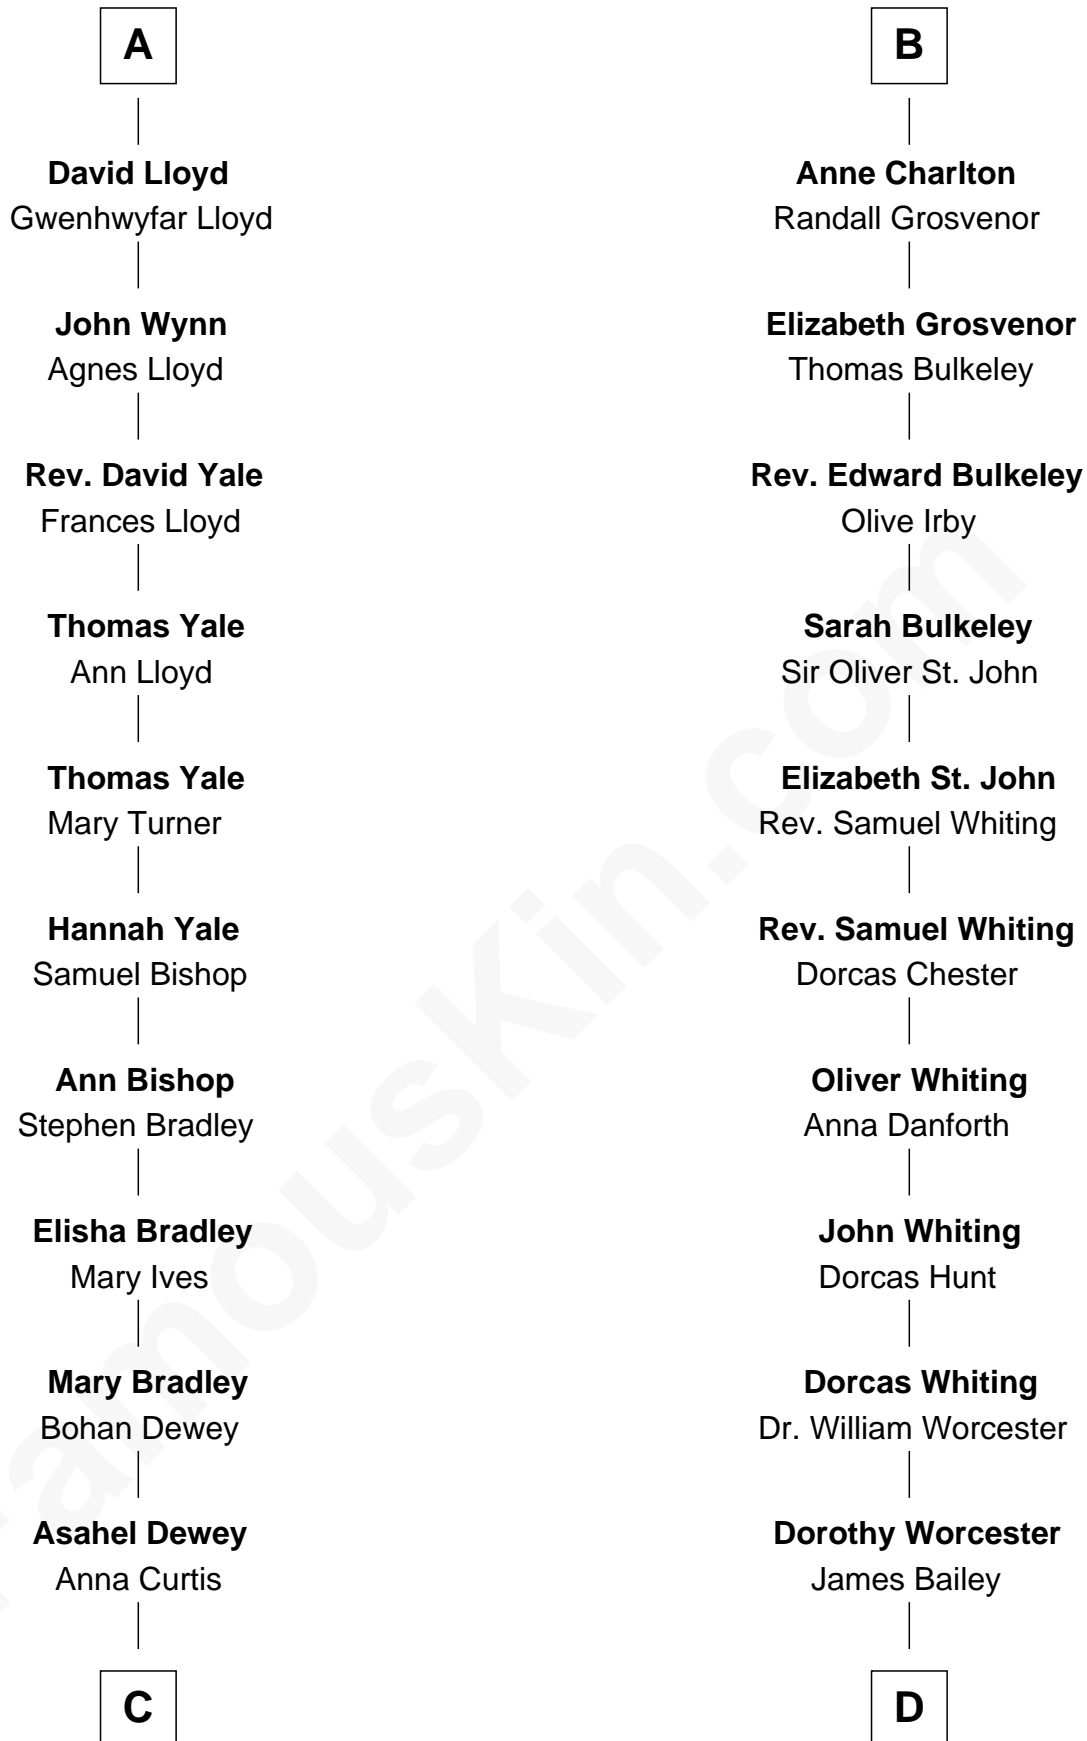 A
David Lloyd
Gwenhwyfar Lloyd
John Wynn
Agnes Lloyd
Rev. David Yale
Frances Lloyd
Thomas Yale
Ann Lloyd
Thomas Yale
Mary Turner
Hannah Yale
Samuel Bishop
Ann Bishop
Stephen Bradley
Elisha Bradley
Mary Ives
Mary Bradley
Bohan Dewey
Asahel Dewey
Anna Curtis
C
B
Anne Charlton
Randall Grosvenor
Elizabeth Grosvenor
Thomas Bulkeley
Rev. Edward Bulkeley
Olive Irby
Sarah Bulkeley
Sir Oliver St. John
Elizabeth St. John
Rev. Samuel Whiting
Rev. Samuel Whiting
Dorcas Chester
Oliver Whiting
Anna Danforth
John Whiting
Dorcas Hunt
Dorcas Whiting
Dr. William Worcester
Dorothy Worcester
James Bailey
D
FamousKin.com